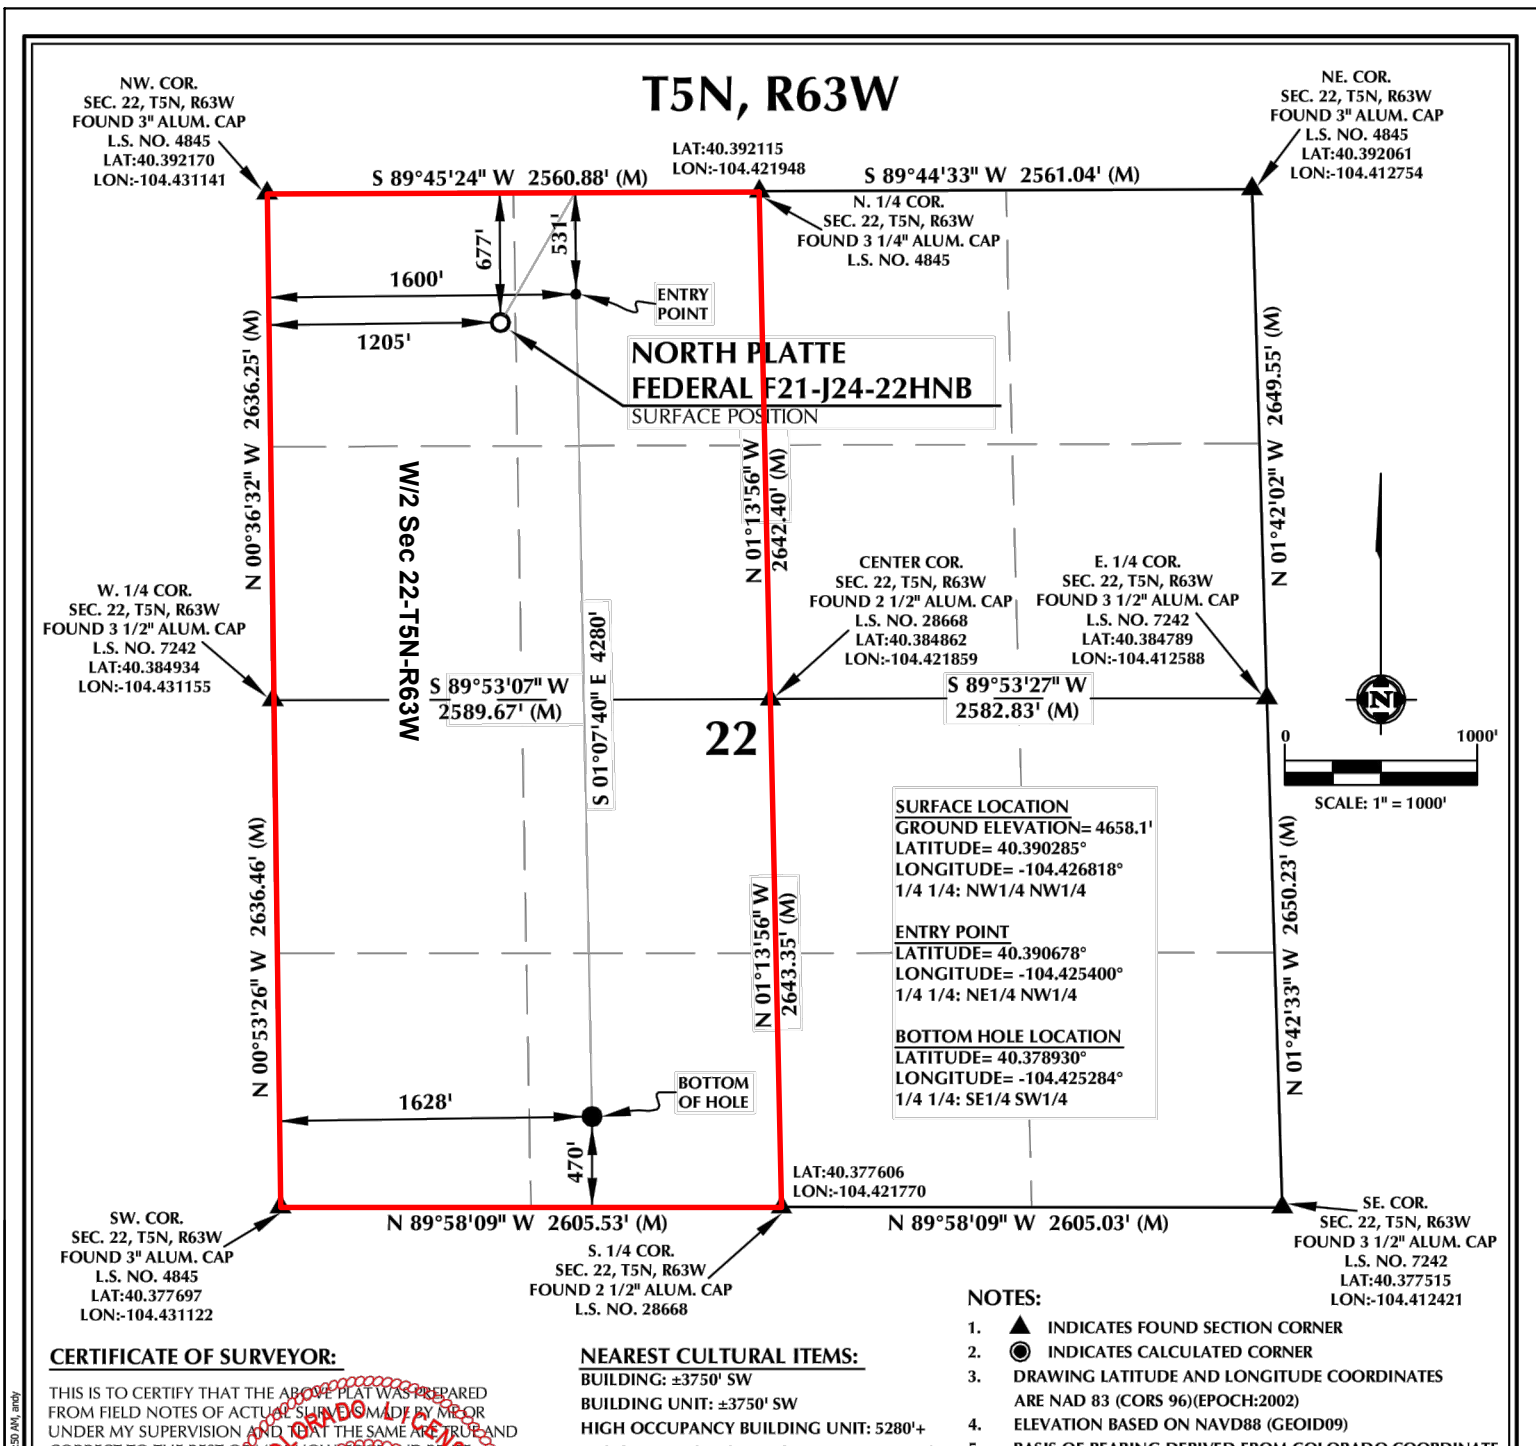 T5N, R63W
NW. COR.
SEC. 22, T5N, R63W
FOUND 3" ALUM. CAP
L.S. NO. 4845
LAT:40.392170
LON:-104.431141
S 89°45'24" W 2560.88' (M)
LAT:40.392115
LON:-104.421948
N. 1/4 COR.
SEC. 22, T5N, R63W
FOUND 3 1/4" ALUM. CAP
L.S. NO. 4845
S 89°44'33" W 2561.04' (M)
NE. COR.
SEC. 22, T5N, R63W
FOUND 3" ALUM. CAP
L.S. NO. 4845
LAT:40.392061
LON:-104.412754
677'
531'
1600'
1205'
ENTRY
POINT
NORTH PLATTE
FEDERAL F21-J24-22HNB
SURFACE POSITION
N 00°36'32" W 2636.25' (M)
W/2 Sec 22-T5N-R63W
N 01°13'56" W
2642.40' (M)
N 01°42'02" W 2649.55' (M)
W. 1/4 COR.
SEC. 22, T5N, R63W
FOUND 3 1/2" ALUM. CAP
L.S. NO. 7242
LAT:40.384934
LON:-104.431155
CENTER COR.
SEC. 22, T5N, R63W
FOUND 2 1/2" ALUM. CAP
L.S. NO. 28668
LAT:40.384862
LON:-104.421859
E. 1/4 COR.
SEC. 22, T5N, R63W
FOUND 3 1/2" ALUM. CAP
L.S. NO. 7242
LAT:40.384789
LON:-104.412588
S 89°53'07" W
2589.67' (M)
S 01°07'40" E 4280'
S 89°53'27" W
2582.83' (M)
22
N
0 1000'
SCALE: 1" = 1000'
SURFACE LOCATION
GROUND ELEVATION= 4658.1'
LATITUDE= 40.390285°
LONGITUDE= -104.426818°
1/4 1/4: NW1/4 NW1/4
ENTRY POINT
LATITUDE= 40.390678°
LONGITUDE= -104.425400°
1/4 1/4: NE1/4 NW1/4
BOTTOM HOLE LOCATION
LATITUDE= 40.378930°
LONGITUDE= -104.425284°
1/4 1/4: SE1/4 SW1/4
N 00°53'26" W 2636.46' (M)
N 01°13'56" W
2643.35' (M)
N 01°42'33" W 2650.23' (M)
1628'
BOTTOM
OF HOLE
470'
SW. COR.
SEC. 22, T5N, R63W
FOUND 3" ALUM. CAP
L.S. NO. 4845
LAT:40.377697
LON:-104.431122
N 89°58'09" W 2605.53' (M)
LAT:40.377606
LON:-104.421770
S. 1/4 COR.
SEC. 22, T5N, R63W
FOUND 2 1/2" ALUM. CAP
L.S. NO. 28668
N 89°58'09" W 2605.03' (M)
SE. COR.
SEC. 22, T5N, R63W
FOUND 3 1/2" ALUM. CAP
L.S. NO. 7242
LAT:40.377515
LON:-104.412421
CERTIFICATE OF SURVEYOR:
THIS IS TO CERTIFY THAT THE ABOVE PLAT WAS PREPARED
FROM FIELD NOTES OF ACTUAL SURVEYS MADE BY ME OR
UNDER MY SUPERVISION AND THAT THE SAME ARE TRUE AND
COLORADO LICENS
NEAREST CULTURAL ITEMS:
BUILDING: ±3750' SW
BUILDING UNIT: ±3750' SW
HIGH OCCUPANCY BUILDING UNIT: 5280'+
NOTES:
1. INDICATES FOUND SECTION CORNER
2. INDICATES CALCULATED CORNER
3. DRAWING LATITUDE AND LONGITUDE COORDINATES
ARE NAD 83 (CORS 96)(EPOCH:2002)
4. ELEVATION BASED ON NAVD88 (GEOID09)
5. BASIS OF BEARING DERIVED FROM COLORADO COORDINATE
:50 AM, andy